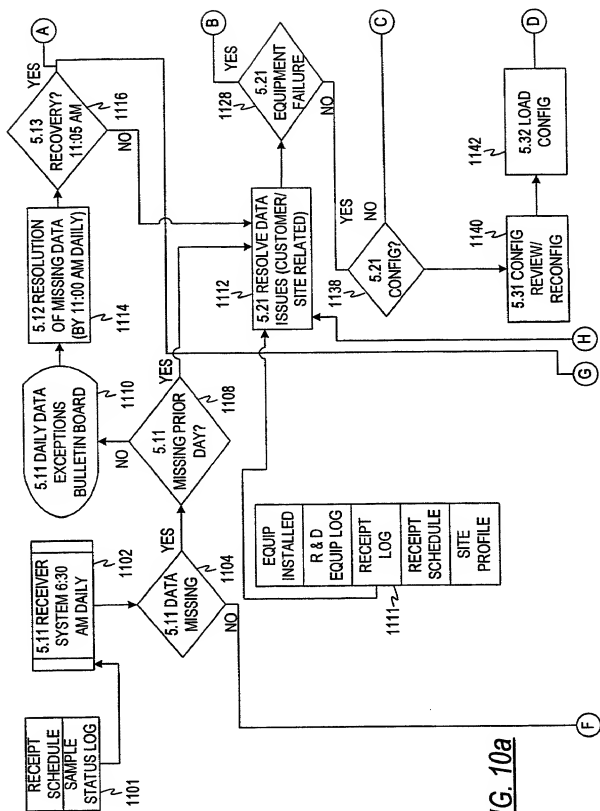 RECEIPT
SCHEDULE
SAMPLE
STATUS LOG
1101
5.11 RECEIVER
SYSTEM 6:30
AM DAILY
1102
5.11 DATA
MISSING
1104
YES
NO
5.11
MISSING PRIOR
DAY?
1108
NO
YES
5.11 DAILY DATA
EXCEPTIONS
BULLETIN BOARD
1110
5.12 RESOLUTION
OF MISSING DATA
(BY 11:00 AM DAILY)
1114
5.13
RECOVERY?
11:05 AM
1116
YES
NO
A
EQUIP
INSTALLED
R & D
EQUIP LOG
RECEIPT
LOG
RECEIPT
SCHEDULE
SITE
PROFILE
1111
5.21 RESOLVE DATA
ISSUES (CUSTOMER/
SITE RELATED)
1112
5.21
EQUIPMENT
FAILURE
1128
YES
NO
B
5.21
CONFIG?
1138
YES
NO
C
5.31 CONFIG
REVIEW/
RECONFIG
1140
5.32 LOAD
CONFIG
1142
D
F
G
H
FIG. 10a